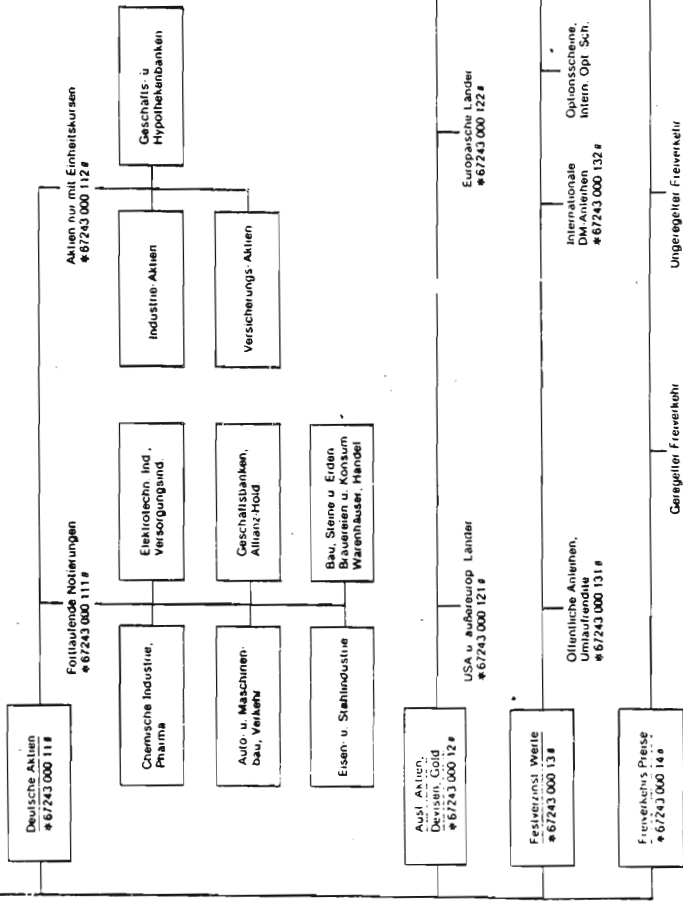 Deutsche Aktien
*67243 000 11#
Fortlaufende Notierungen
*67243 000 111#
Aktien nur mit Einheitskursen
*67243 000 112#
Chemische Industrie,
Pharma
Elektrotechn. Ind.,
Versorgungsind.
Auto- u. Maschinen-
bau, Verkehr
Geschäftsbanken,
Allianz-Hold.
Eisen- u. Stahlindustrie
Bau, Steine u. Erden
Brauereien u. Konsum
Warenhäuser, Handel
Industrie-Aktien
Geschäfts- u
Hypothekenbanken
Versicherungs-Aktien
Ausl Aktien,
Devisen, Gold
*67243 000 12#
USA u außereurop Länder
*67243 000 121#
Europäische Länder
*67243 000 122#
Festverzinst Werte
*67243 000 13#
Öffentliche Anleihen,
Umlaufrendite
*67243 000 131#
Internationale
DM-Anleihen
*67243 000 132#
Optionsscheine,
Intern. Opt Sch.
Freiverkehrs Preise
*67243 000 14#
Geregelter Freiverkehr
Ungeregelter Freiverkehr